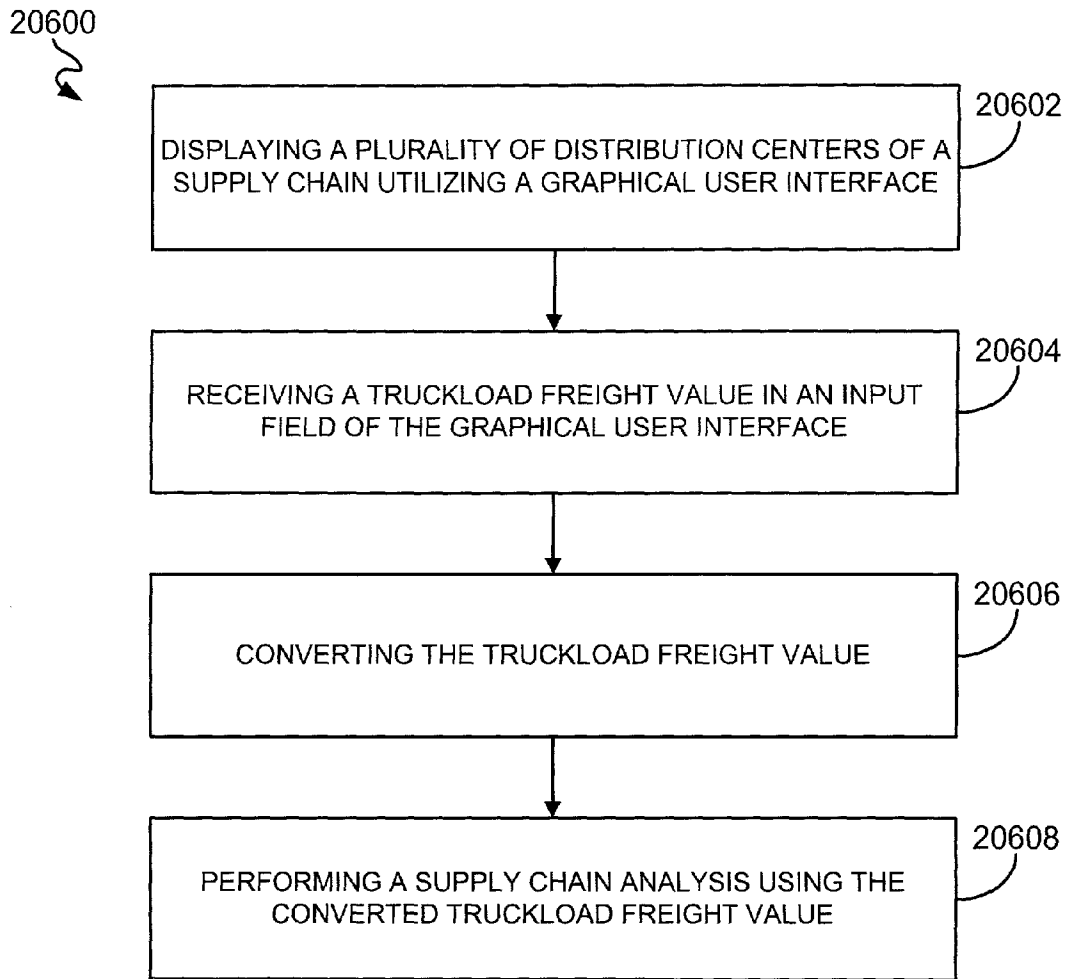 20600
20602
DISPLAYING A PLURALITY OF DISTRIBUTION CENTERS OF A
SUPPLY CHAIN UTILIZING A GRAPHICAL USER INTERFACE
20604
RECEIVING A TRUCKLOAD FREIGHT VALUE IN AN INPUT
FIELD OF THE GRAPHICAL USER INTERFACE
20606
CONVERTING THE TRUCKLOAD FREIGHT VALUE
20608
PERFORMING A SUPPLY CHAIN ANALYSIS USING THE
CONVERTED TRUCKLOAD FREIGHT VALUE